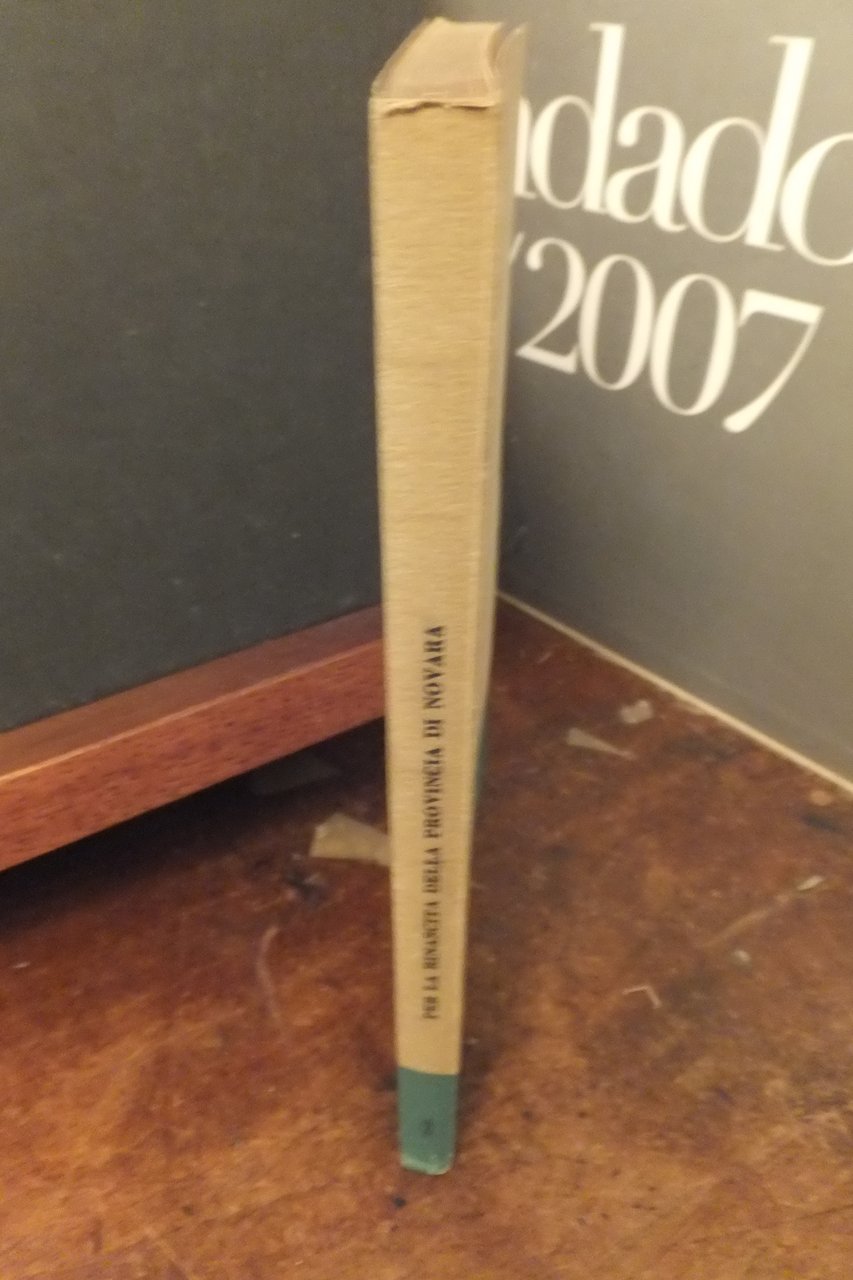 ndado
/2007
PER LA RINASCITA DELLA PROVINCIA DI NOVARA